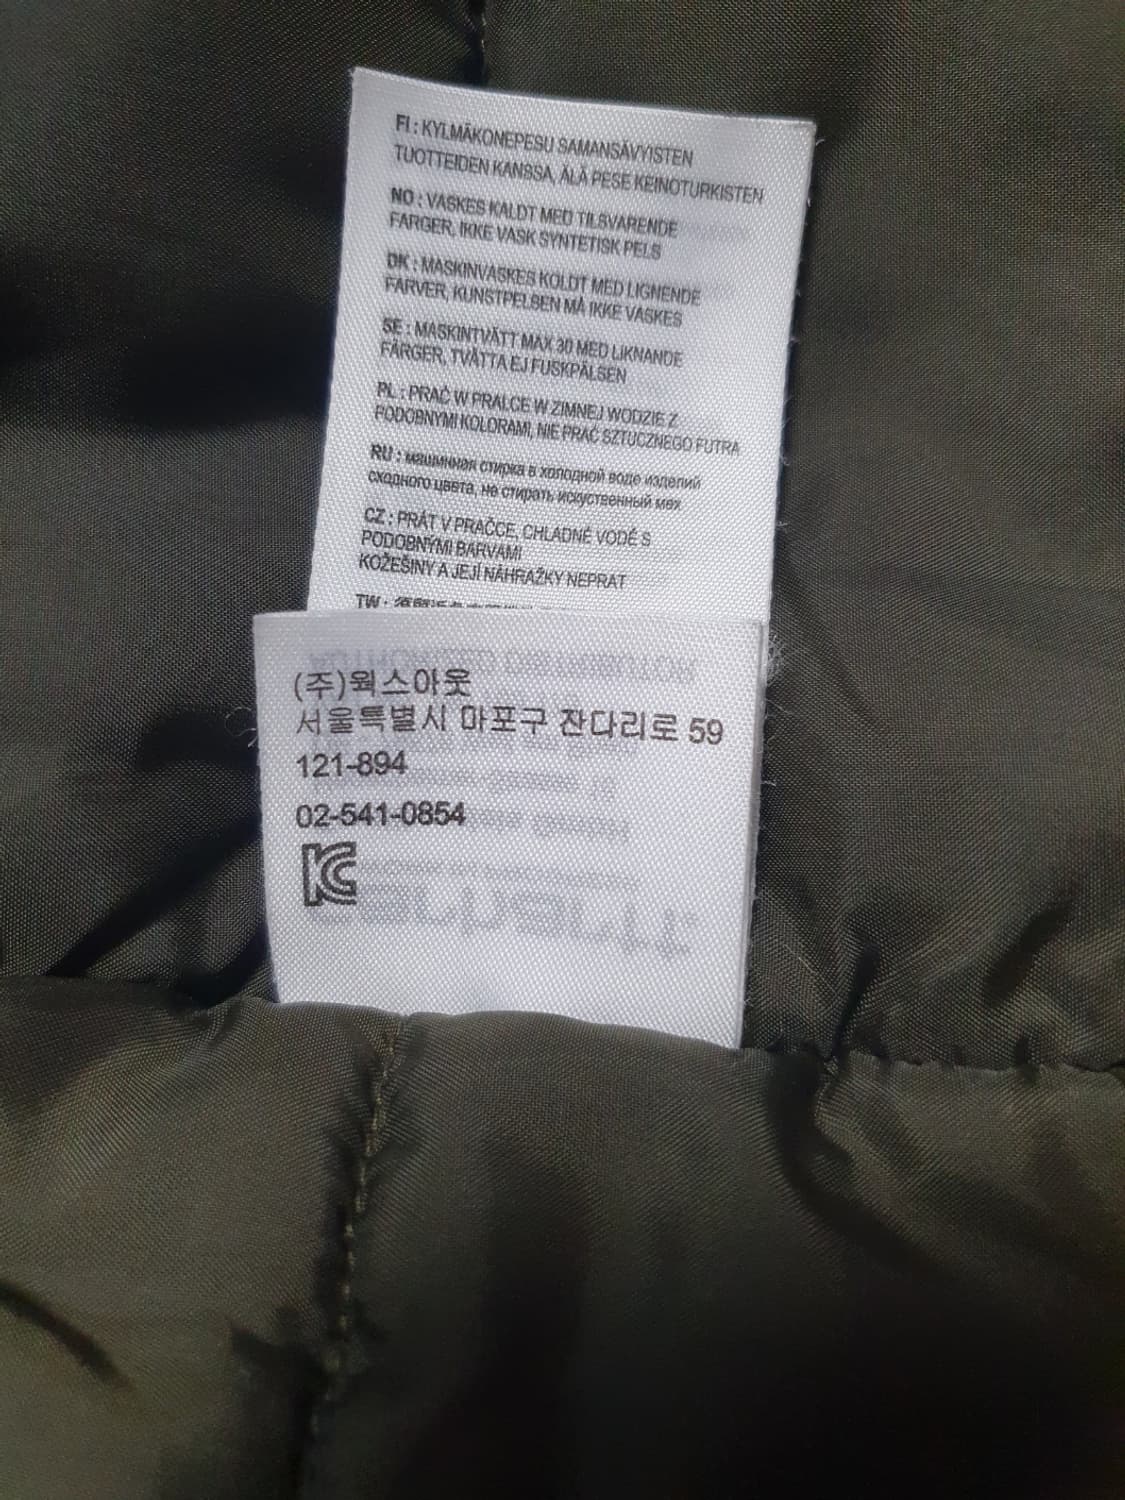 FI : KYLMÄKONEPESU SAMANSÄVYISTEN
TUOTTEIDEN KANSSA, ÄLÄ PESE KEINOTURKISTEN
NO : VASKES KALDT MED TILSVARENDE
FARGER, IKKE VASK SYNTETISK PELS
DK : MASKINVASKES KOLDT MED LIGNENDE
FARVER, KUNSTPELSEN MÅ IKKE VASKES
SE : MASKINTVÄTT MAX 30 MED LIKNANDE
FÄRGER, TVÄTTA EJ FUSKPÄLSEN
PL : PRAĆ W PRALCE W ZIMNEJ WODZIE Z
PODOBNYMI KOLORAMI, NIE PRAĆ SZTUCZNEGO FUTRA
RU : машинная стирка в холодной воде изделий
сходного цвета, не стирать искуственный мех
CZ : PRÁT V PRAČCE, CHLADNÉ VODĚ S
PODOBNÝMI BARVAMI
KOŽEŠINY A JEJÍ NÁHRAŽKY NEPRAT
TW :
(주)웍스아웃
서울특별시 마포구 잔다리로 59
121-894
02-541-0854
KC